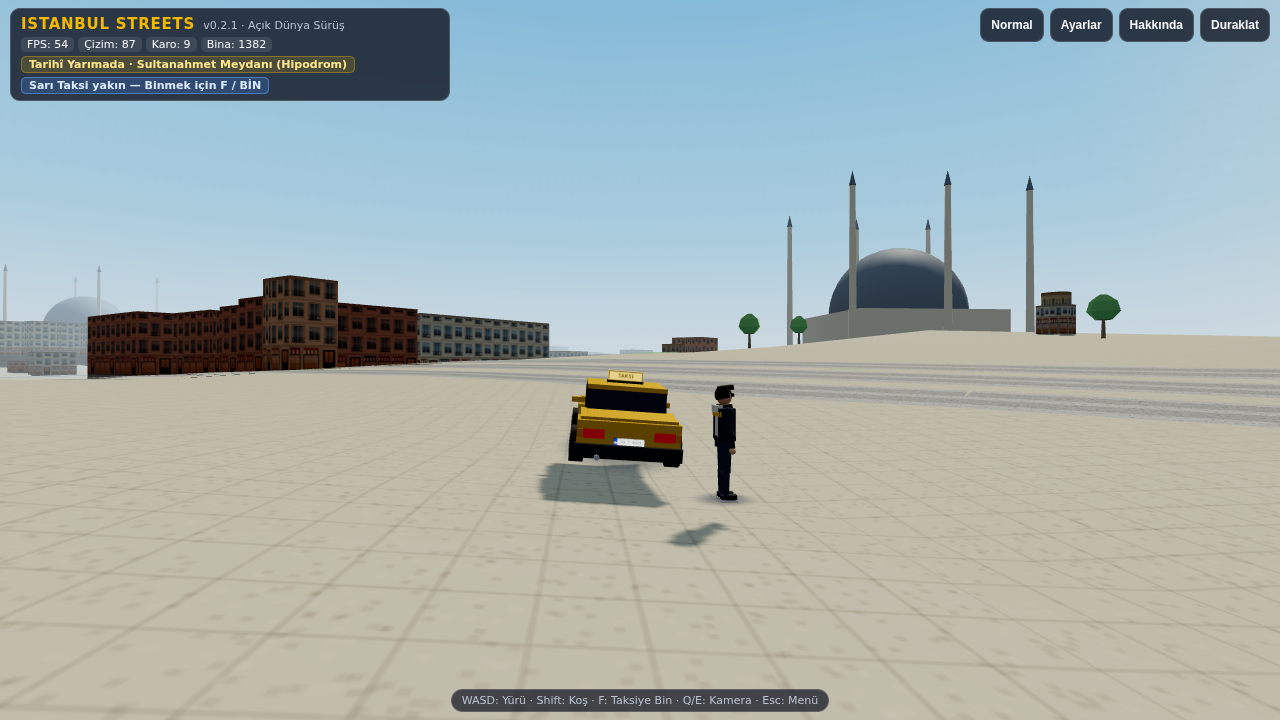 ISTANBUL STREETS v0.2.1 · Açık Dünya Sürüş
FPS: 54 Çizim: 87 Karo: 9 Bina: 1382
Tarihî Yarımada · Sultanahmet Meydanı (Hipodrom)
Sarı Taksi yakın — Binmek için F / BİN
Normal Ayarlar Hakkında Duraklat
TAKSİ
WASD: Yürü · Shift: Koş · F: Taksiye Bin · Q/E: Kamera · Esc: Menü